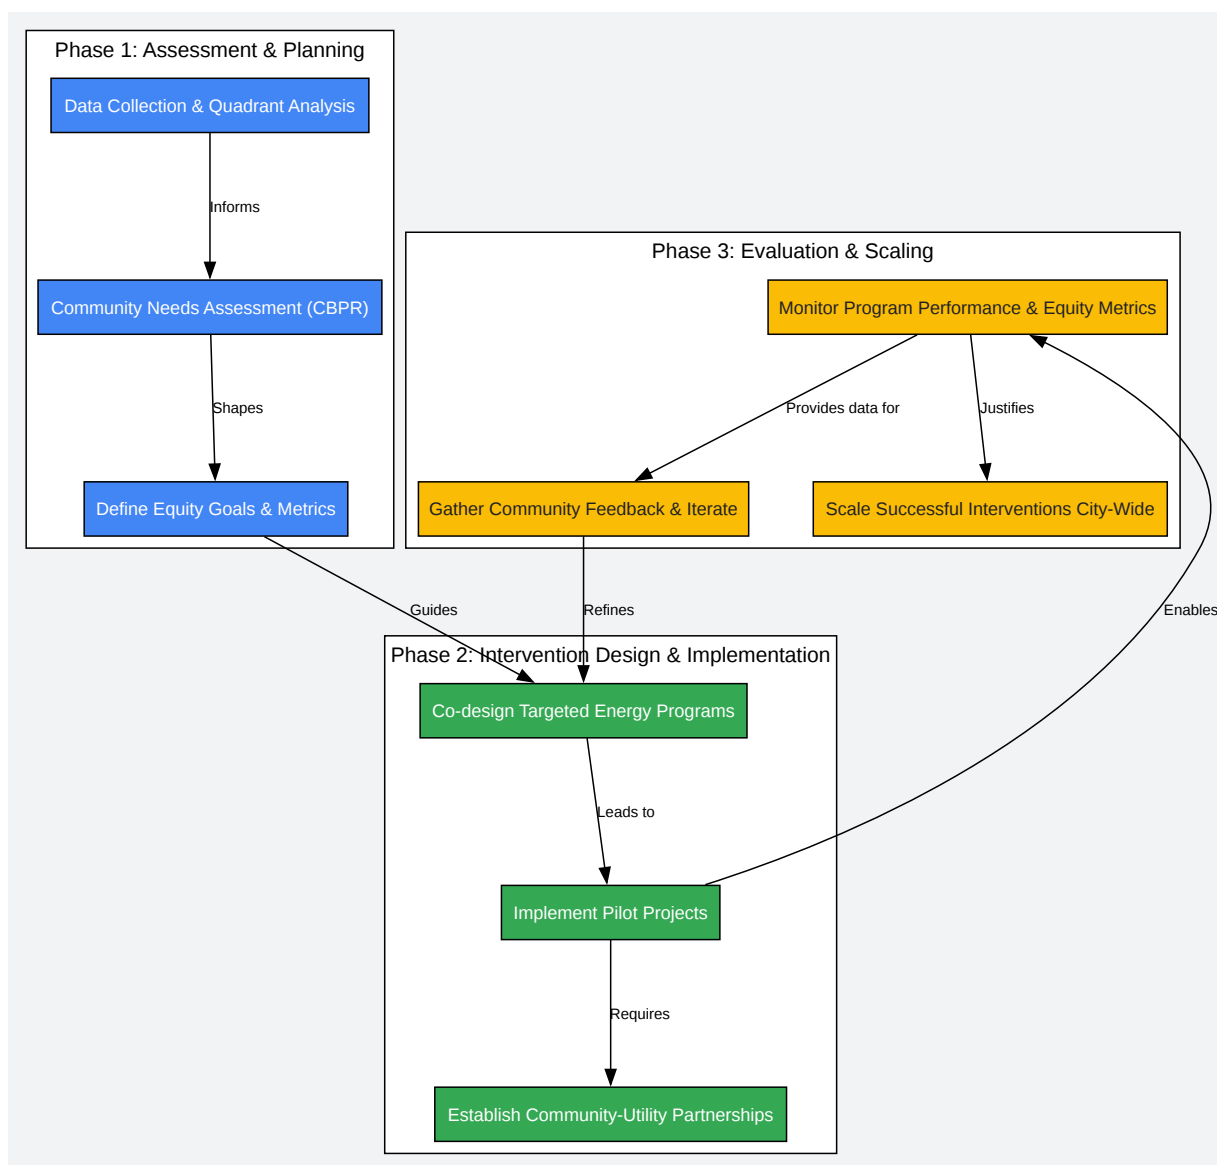 Phase 1: Assessment & Planning
Data Collection & Quadrant Analysis
Informs
Community Needs Assessment (CBPR)
Shapes
Define Equity Goals & Metrics
Phase 3: Evaluation & Scaling
Monitor Program Performance & Equity Metrics
Provides data for
Justifies
Gather Community Feedback & Iterate
Scale Successful Interventions City-Wide
Guides
Refines
Enables
Phase 2: Intervention Design & Implementation
Co-design Targeted Energy Programs
Leads to
Implement Pilot Projects
Requires
Establish Community-Utility Partnerships